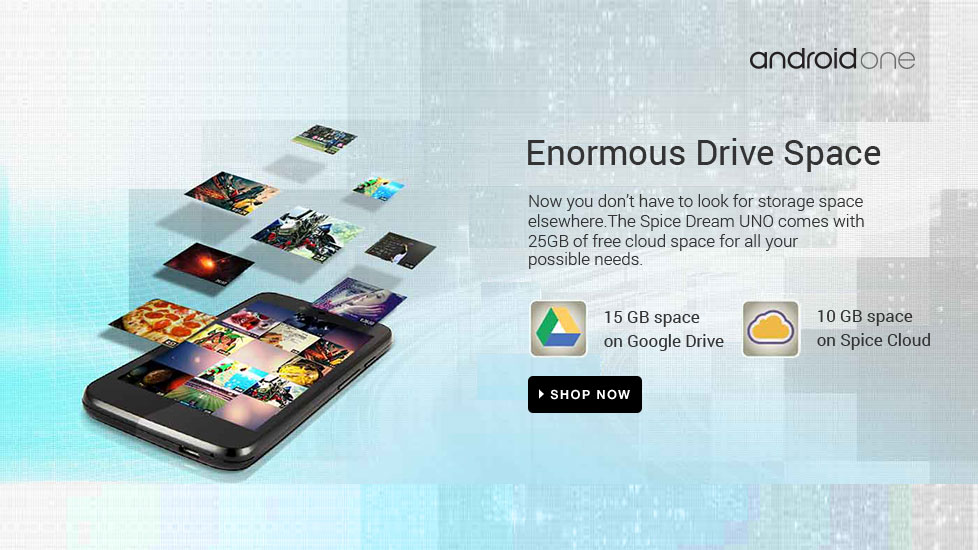 androidone
Enormous Drive Space
Now you don't have to look for storage space
elsewhere.The Spice Dream UNO comes with
25GB of free cloud space for all your
possible needs.
15 GB space
on Google Drive
10 GB space
on Spice Cloud
SHOP NOW